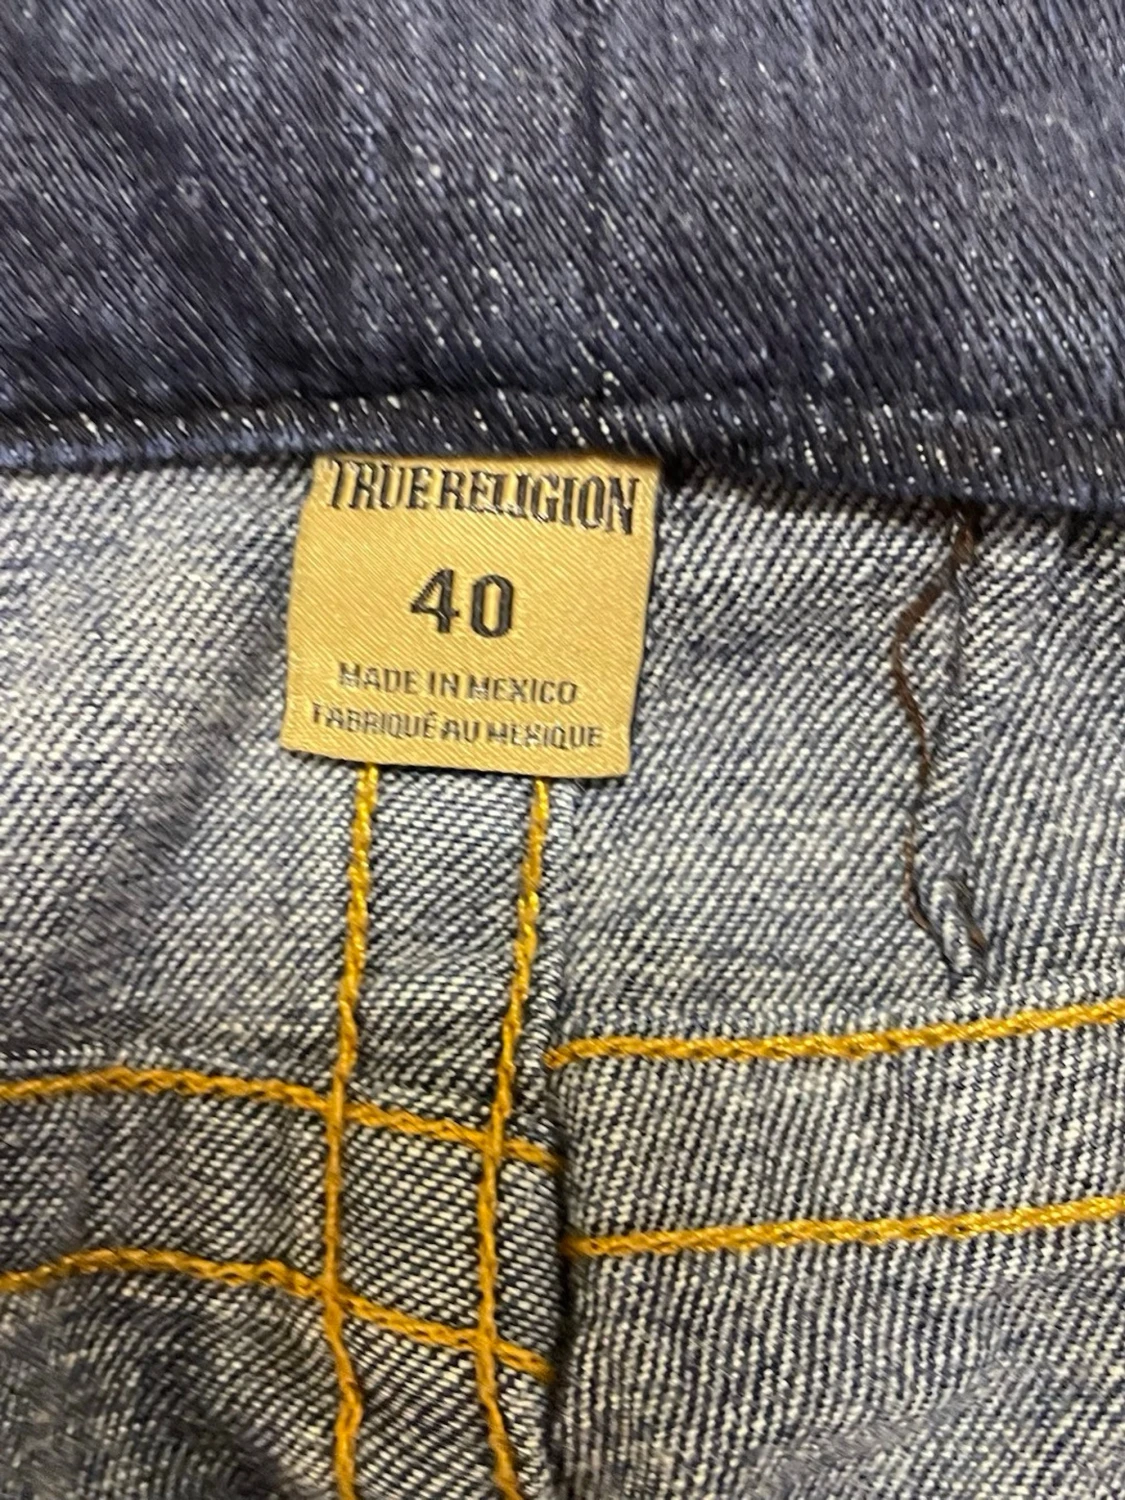 TRUE RELIGION
40
MADE IN MEXICO
FABRIQUÉ AU MEXIQUE